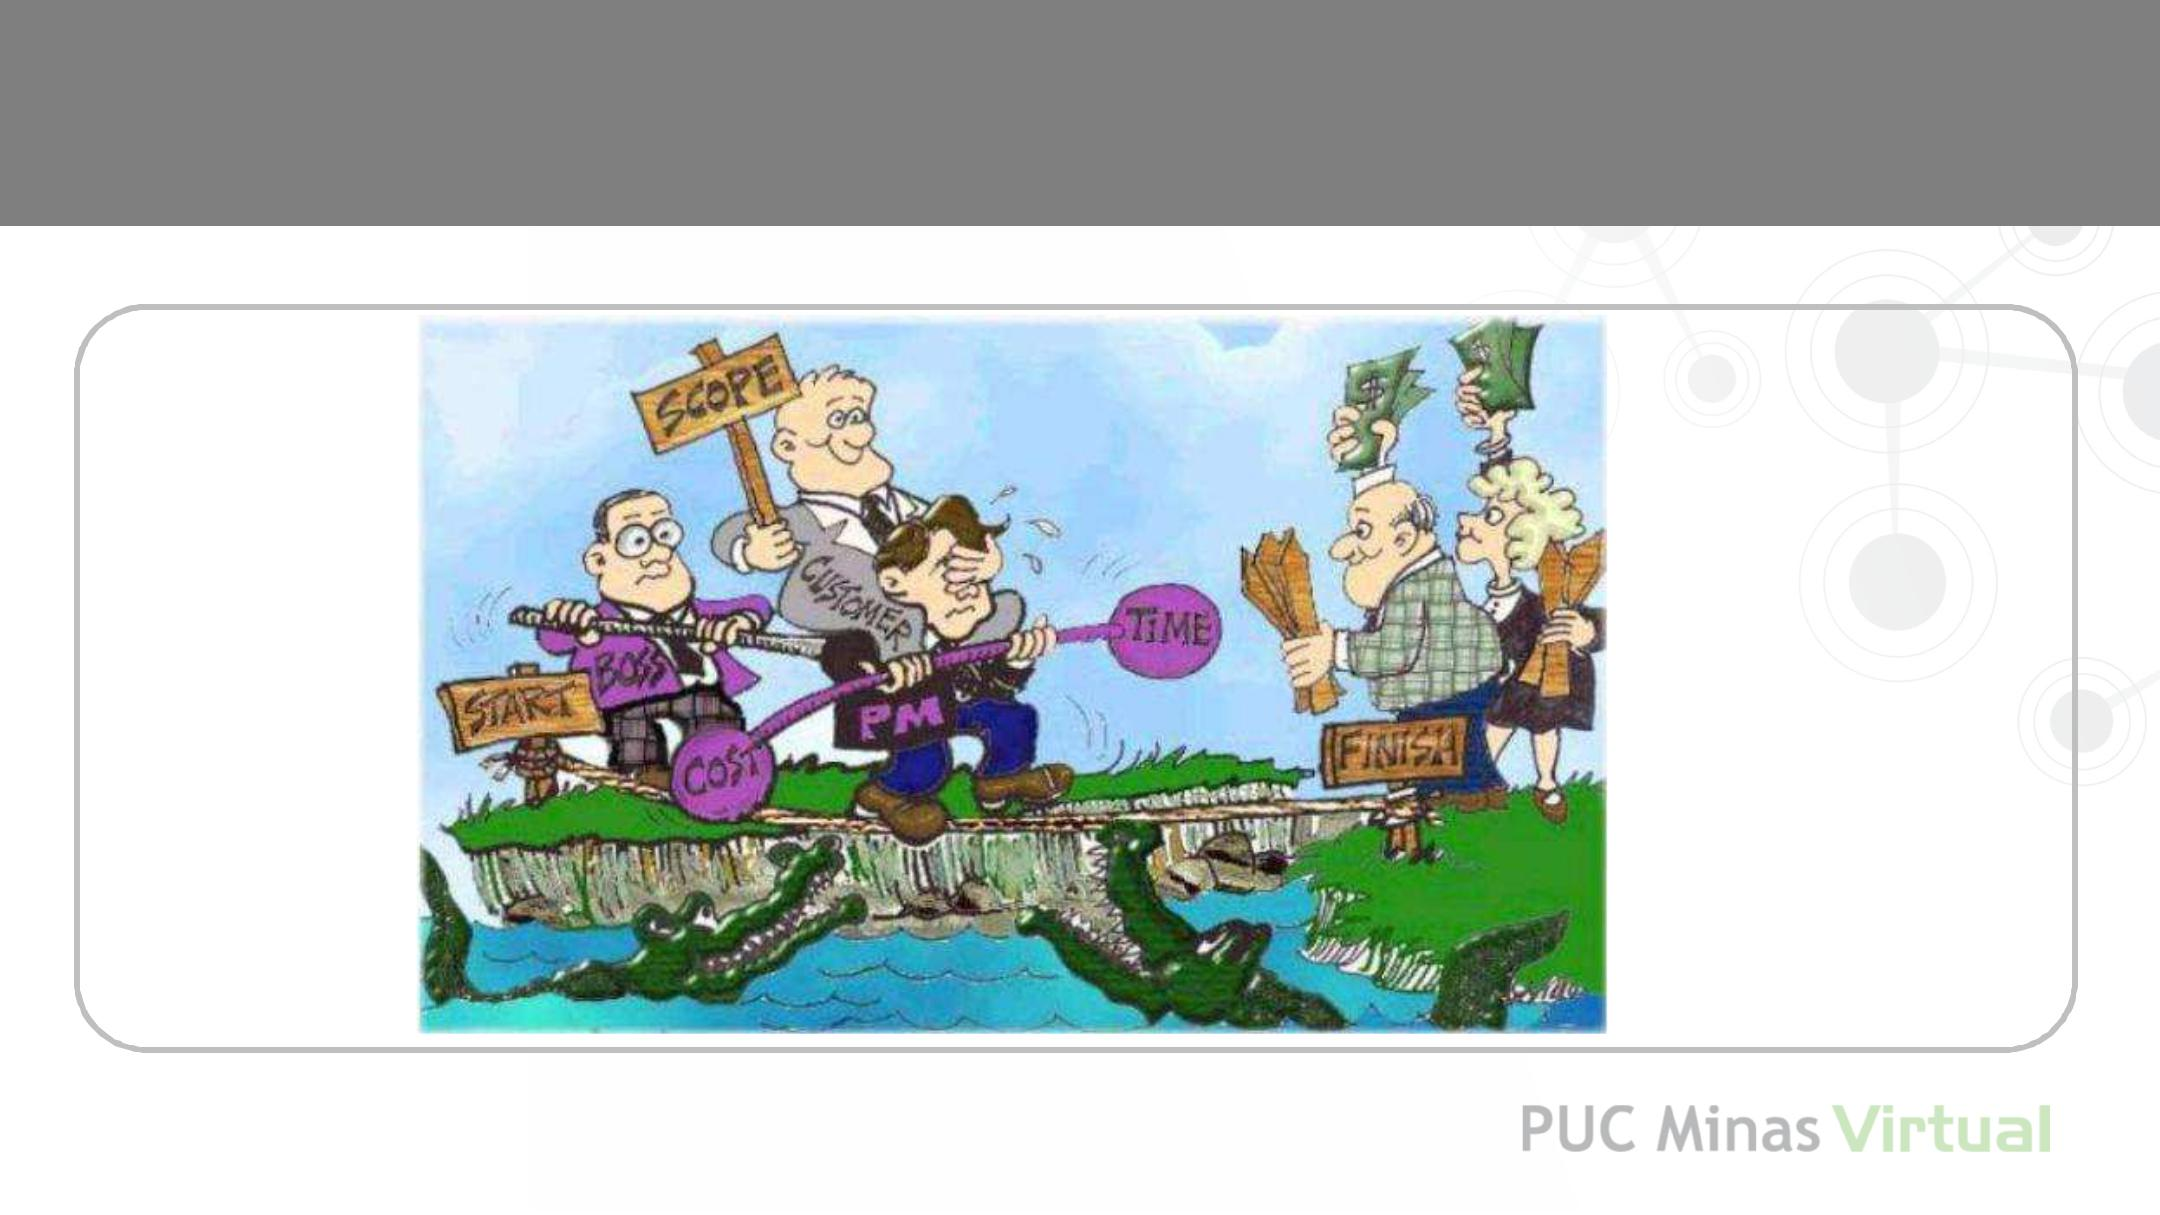 SCOPE
CUSTOMER
TIME
BOSS
START
PM
COST
FINISH
$
$
PUC Minas Virtual